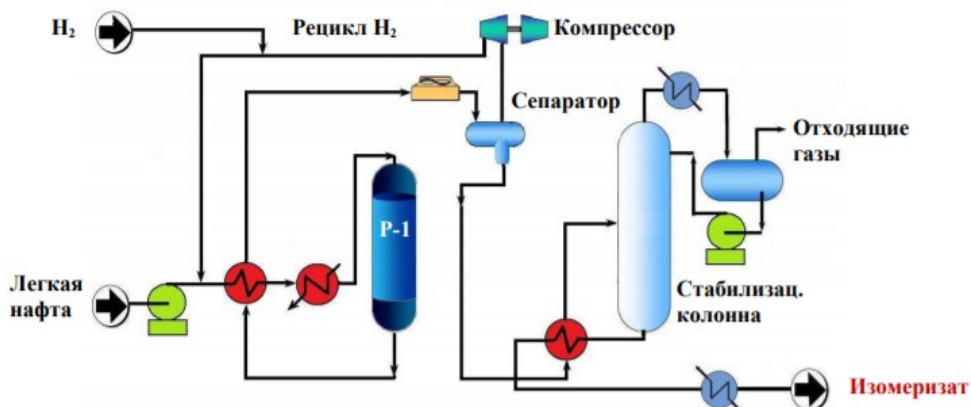 H₂
Рецикл H₂
Компрессор
Сепаратор
Отходящие
газы
P-1
Легкая
нафта
Стабилизац.
колонна
Изомеризат